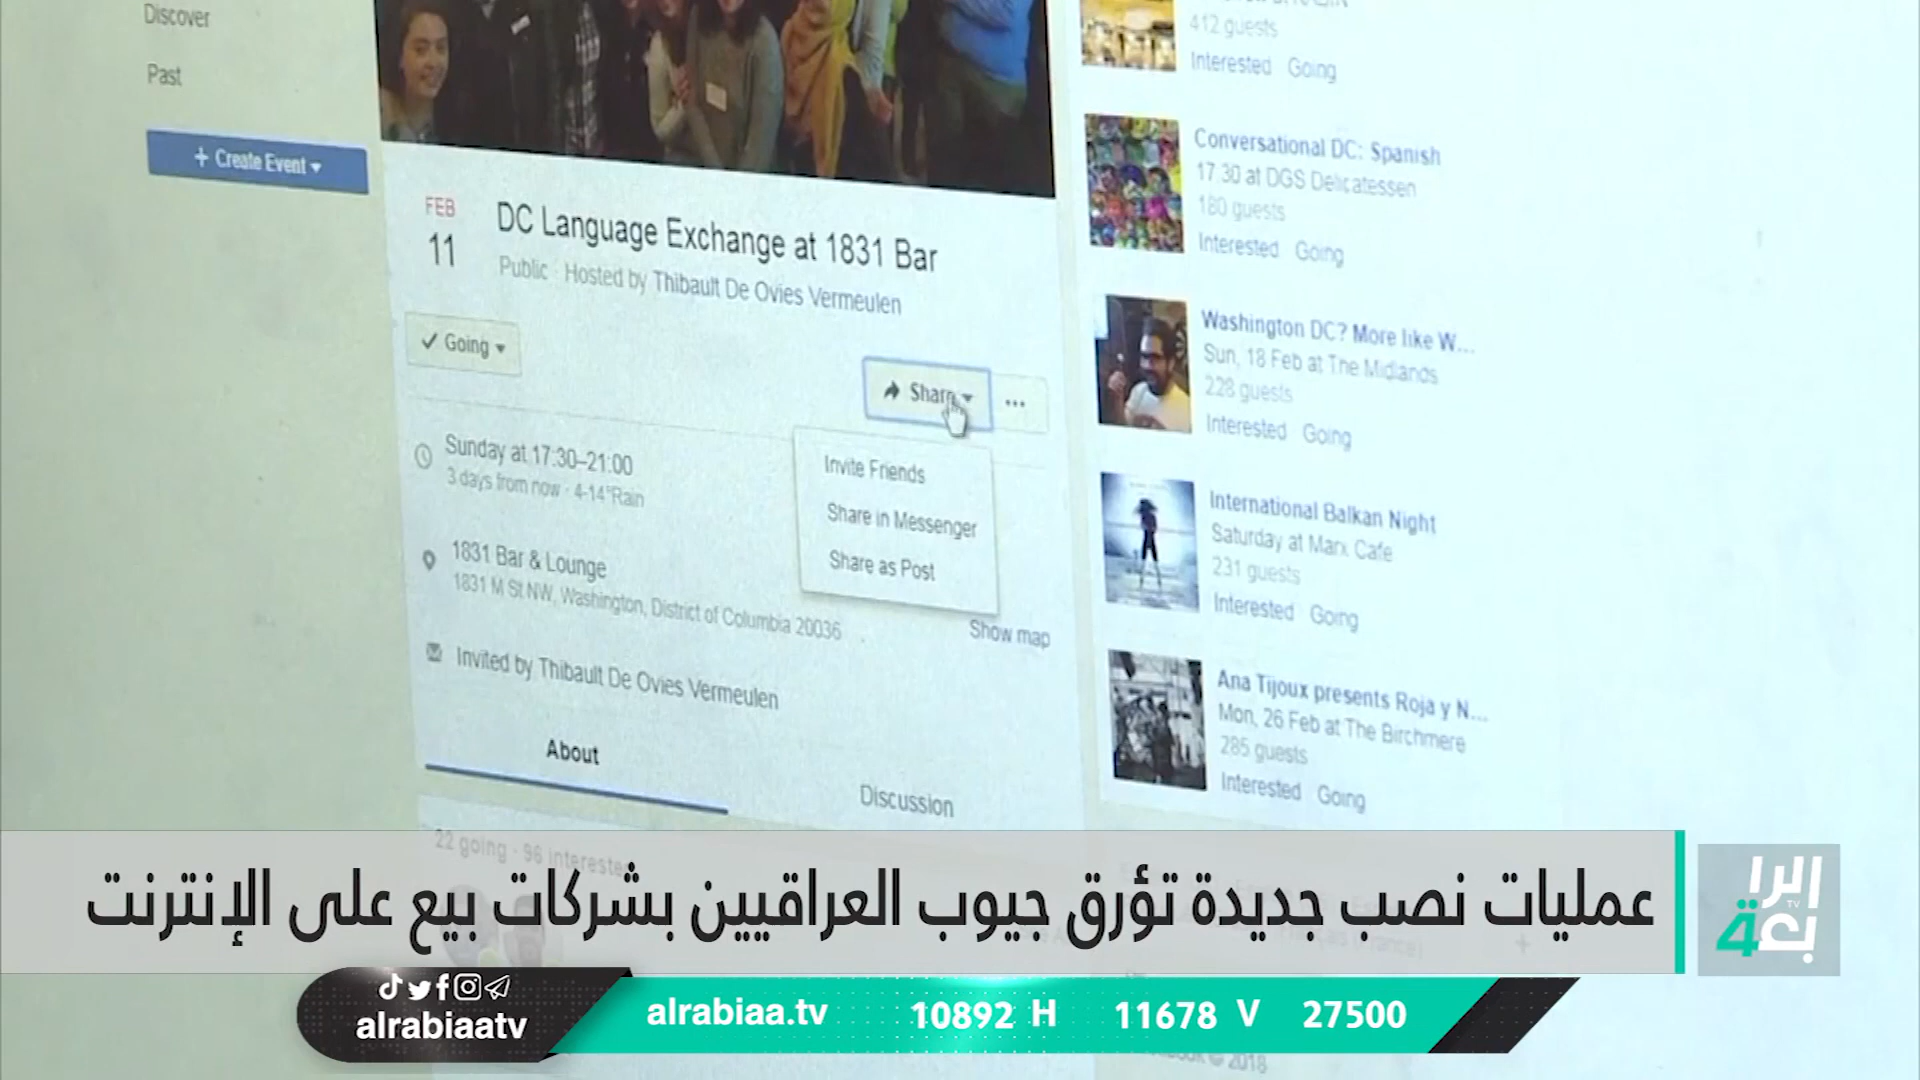 Discover
Past
+ Create Event
FEB
11
DC Language Exchange at 1831 Bar
Public · Hosted by Thibault De Ovies Vermeulen
✓ Going
Share
...
Invite Friends
Share in Messenger
Share as Post
Sunday at 17:30–21:00
3 days from now · 4-14°Rain
1831 Bar & Lounge
1831 M St NW, Washington, District of Columbia 20036
Show map
Invited by Thibault De Ovies Vermeulen
About
Discussion
22 going · 96 interested
412 guests
Interested Going
Conversational DC: Spanish
17:30 at DGS Delicatessen
180 guests
Interested Going
Washington DC? More like W...
Sun, 18 Feb at The Midlands
228 guests
Interested Going
International Balkan Night
Saturday at Marx Cafe
231 guests
Interested Going
Ana Tijoux presents Roja y N...
Mon, 26 Feb at The Birchmere
285 guests
Interested Going
عمليات نصب جديدة تؤرق جيوب العراقيين بشركات بيع على الإنترنت
الرابعة
TV
4
alrabiaatv
alrabiaa.tv 10892 H 11678 V 27500
2018